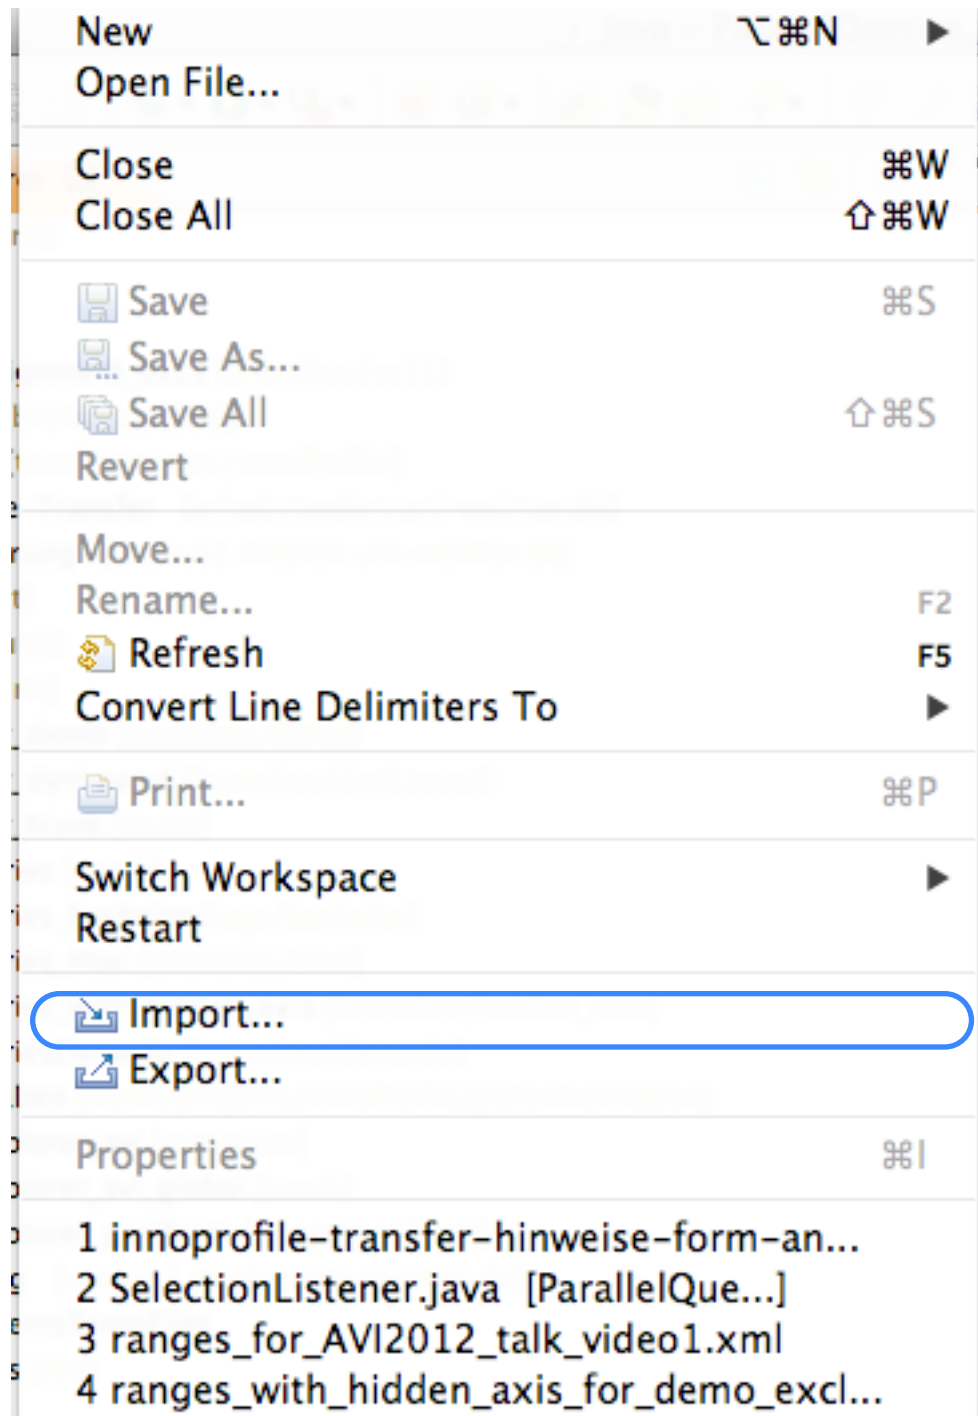 New ⌥⌘N ▶
Open File...
Close ⌘W
Close All ⇧⌘W
Save ⌘S
Save As...
Save All ⇧⌘S
Revert
Move...
Rename... F2
Refresh F5
Convert Line Delimiters To ▶
Print... ⌘P
Switch Workspace ▶
Restart
Import...
Export...
Properties ⌘I
1 innoprofile-transfer-hinweise-form-an...
2 SelectionListener.java [ParallelQue...]
3 ranges_for_AVI2012_talk_video1.xml
4 ranges_with_hidden_axis_for_demo_excl...